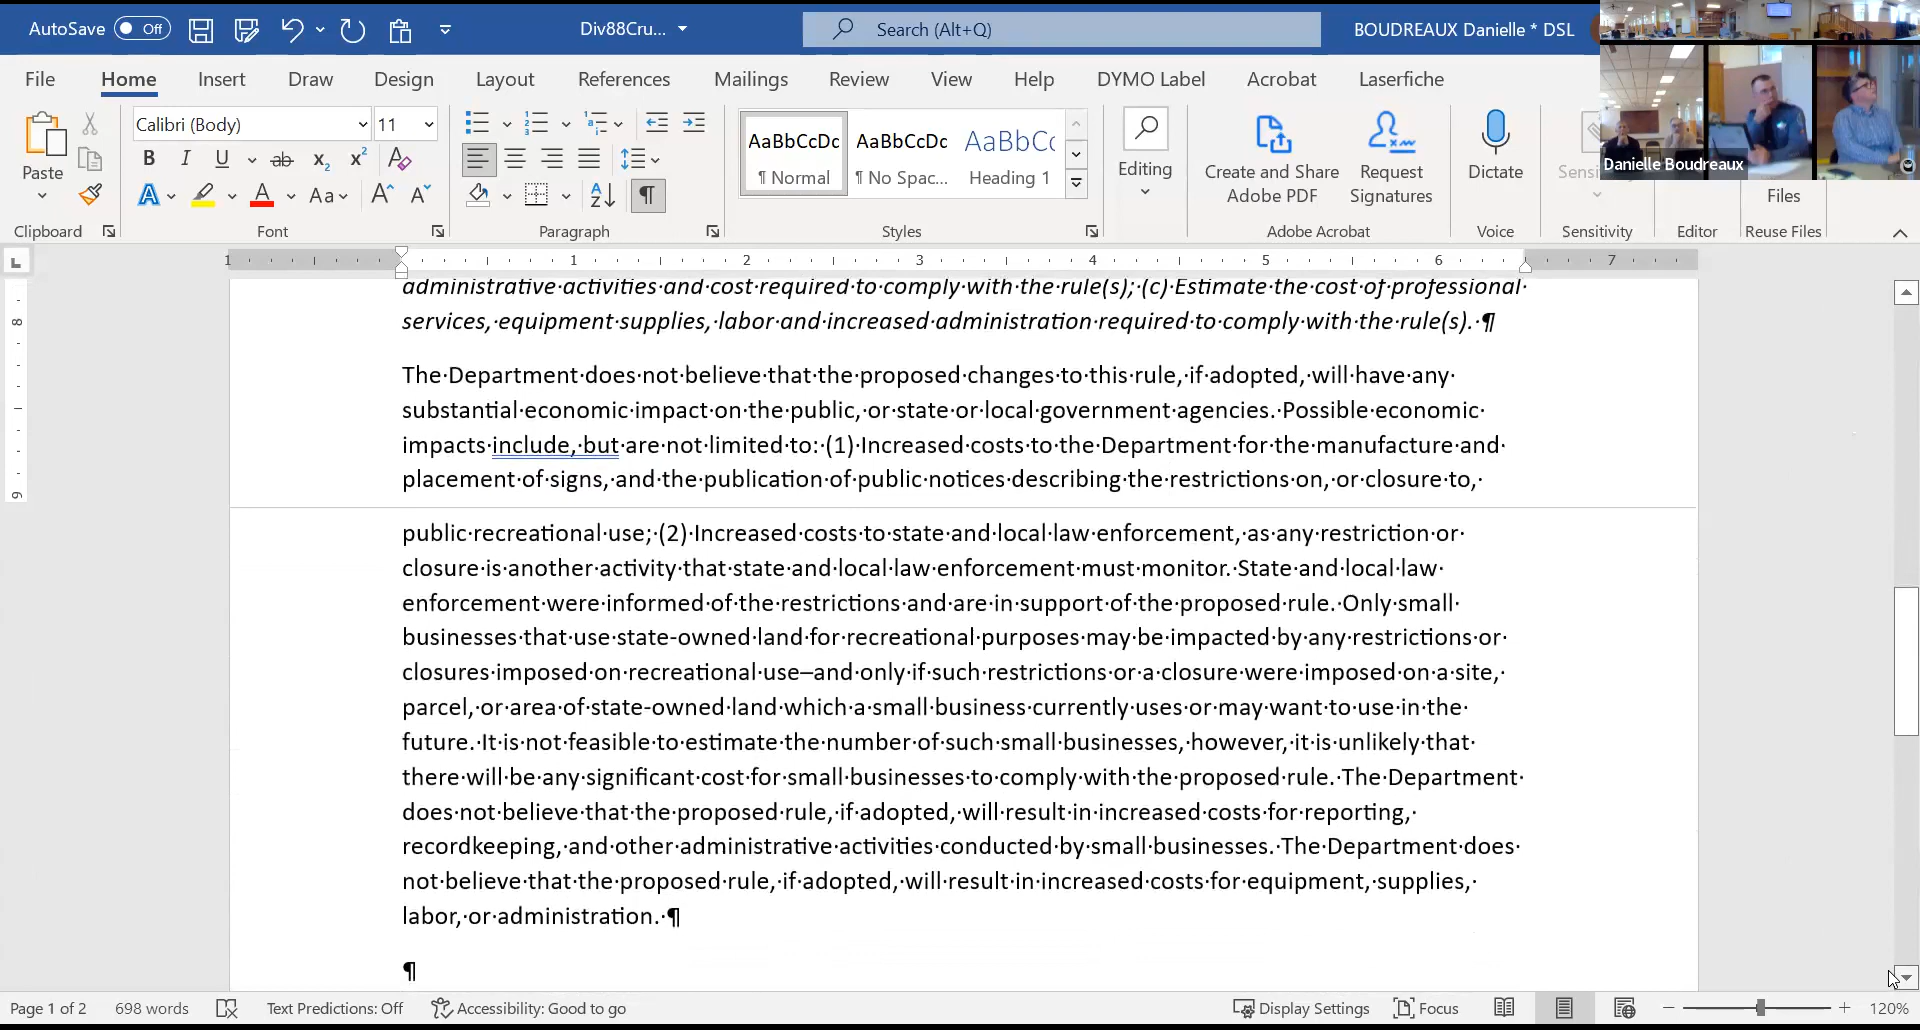 AutoSave Off Div88Cru... Search (Alt+Q) BOUDREAUX Danielle * DSL
File Home Insert Draw Design Layout References Mailings Review View Help DYMO Label Acrobat Laserfiche
Calibri (Body) 11
Paste
B I U ab x₂ x²
A A Aa A A
AaBbCcDc AaBbCcDc AaBbCc
¶ Normal ¶ No Spac... Heading 1
Editing
Create and Share
Adobe PDF
Request
Signatures
Dictate
Sensi
Files
Danielle Boudreaux
Clipboard Font Paragraph Styles Adobe Acrobat Voice Sensitivity Editor Reuse Files
1 1 2 3 4 5 6 7
8
9
administrative·activities·and·cost·required·to·comply·with·the·rule(s);·(c)·Estimate·the·cost·of·professional·
services,·equipment·supplies,·labor·and·increased·administration·required·to·comply·with·the·rule(s).·¶
The·Department·does·not·believe·that·the·proposed·changes·to·this·rule,·if·adopted,·will·have·any·
substantial·economic·impact·on·the·public,·or·state·or·local·government·agencies.·Possible·economic·
impacts·include,·but·are·not·limited·to:·(1)·Increased·costs·to·the·Department·for·the·manufacture·and·
placement·of·signs,·and·the·publication·of·public·notices·describing·the·restrictions·on,·or·closure·to,·
public·recreational·use;·(2)·Increased·costs·to·state·and·local·law·enforcement,·as·any·restriction·or·
closure·is·another·activity·that·state·and·local·law·enforcement·must·monitor.·State·and·local·law·
enforcement·were·informed·of·the·restrictions·and·are·in·support·of·the·proposed·rule.·Only·small·
businesses·that·use·state-owned·land·for·recreational·purposes·may·be·impacted·by·any·restrictions·or·
closures·imposed·on·recreational·use–and·only·if·such·restrictions·or·a·closure·were·imposed·on·a·site,·
parcel,·or·area·of·state-owned·land·which·a·small·business·currently·uses·or·may·want·to·use·in·the·
future.·It·is·not·feasible·to·estimate·the·number·of·such·small·businesses,·however,·it·is·unlikely·that·
there·will·be·any·significant·cost·for·small·businesses·to·comply·with·the·proposed·rule.·The·Department·
does·not·believe·that·the·proposed·rule,·if·adopted,·will·result·in·increased·costs·for·reporting,·
recordkeeping,·and·other·administrative·activities·conducted·by·small·businesses.·The·Department·does·
not·believe·that·the·proposed·rule,·if·adopted,·will·result·in·increased·costs·for·equipment,·supplies,·
labor,·or·administration.·¶
¶
Page 1 of 2 698 words Text Predictions: Off Accessibility: Good to go Display Settings Focus 120%